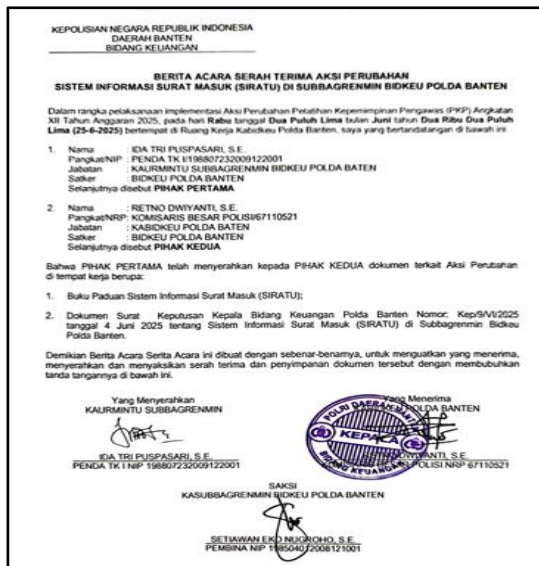 KEPOLISIAN NEGARA REPUBLIK INDONESIA
DAERAH BANTEN
BIDANG KEUANGAN
BERITA ACARA SERAH TERIMA AKSI PERUBAHAN
SISTEM INFORMASI SURAT MASUK (SIRATU) DI SUBBAGRENMIN BIDKEU POLDA BANTEN
Dalam rangka pelaksanaan implementasi Aksi Perubahan Pelatihan Kepemimpinan Pengawas (PKP) Angkatan
XII Tahun Anggaran 2025, pada hari Rabu tanggal Dua Puluh Lima bulan Juni tahun Dua Ribu Dua Puluh
Lima (25-6-2025) bertempat di Ruang Kerja Kabidkeu Polda Banten, saya yang bertandatangan di bawah ini
1. Nama : IDA TRI PUSPASARI, S.E.
Pangkat/NIP : PENDA TK I/198807232009122001
Jabatan : KAURMINTU SUBBAGRENMIN BIDKEU POLDA BATEN
Satker : BIDKEU POLDA BANTEN
Selanjutnya disebut PIHAK PERTAMA
2. Nama : RETNO DWIYANTI, S.E.
Pangkat/NRP : KOMISARIS BESAR POLISI/67110521
Jabatan : KABIDKEU POLDA BATEN
Satker : BIDKEU POLDA BANTEN
Selanjutnya disebut PIHAK KEDUA
Bahwa PIHAK PERTAMA telah menyerahkan kepada PIHAK KEDUA dokumen terkait Aksi Perubahan
di tempat kerja berupa:
1. Buku Paduan Sistem Informasi Surat Masuk (SIRATU);
2. Dokumen Surat Keputusan Kepala Bidang Keuangan Polda Banten Nomor: Kep/9/VI/2025
tanggal 4 Juni 2025 tentang Sistem Informasi Surat Masuk (SIRATU) di Subbagrenmin Bidkeu
Polda Banten.
Demikian Berita Acara Serita Acara ini dibuat dengan sebenar-benarnya, untuk menguatkan yang menerima,
menyerahkan dan menyaksikan serah terima dan penyimpanan dokumen tersebut dengan membubuhkan
tanda tangannya di bawah ini.
Yang Menyerahkan
KAURMINTU SUBBAGRENMIN
IDA TRI PUSPASARI, S.E.
PENDA TK I NIP 198807232009122001
Yang Menerima
POLDA BANTEN
POLRI DAERAH BANTEN
KEPALA
BIDANG KEUANGAN
DWIYANTI, S.E.
POLISI NRP 67110521
SAKSI
KASUBBAGRENMIN BIDKEU POLDA BANTEN
SETIAWAN EKO NUGROHO, S.E.
PEMBINA NIP 198504012008121001